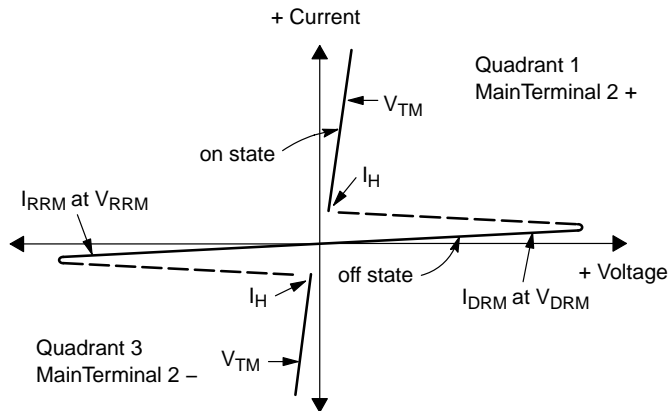 + Current
Quadrant 1
MainTerminal 2 +
VTM
on state
IH
IRRM at VRRM
off state
+ Voltage
IDRM at VDRM
IH
Quadrant 3
MainTerminal 2 –
VTM